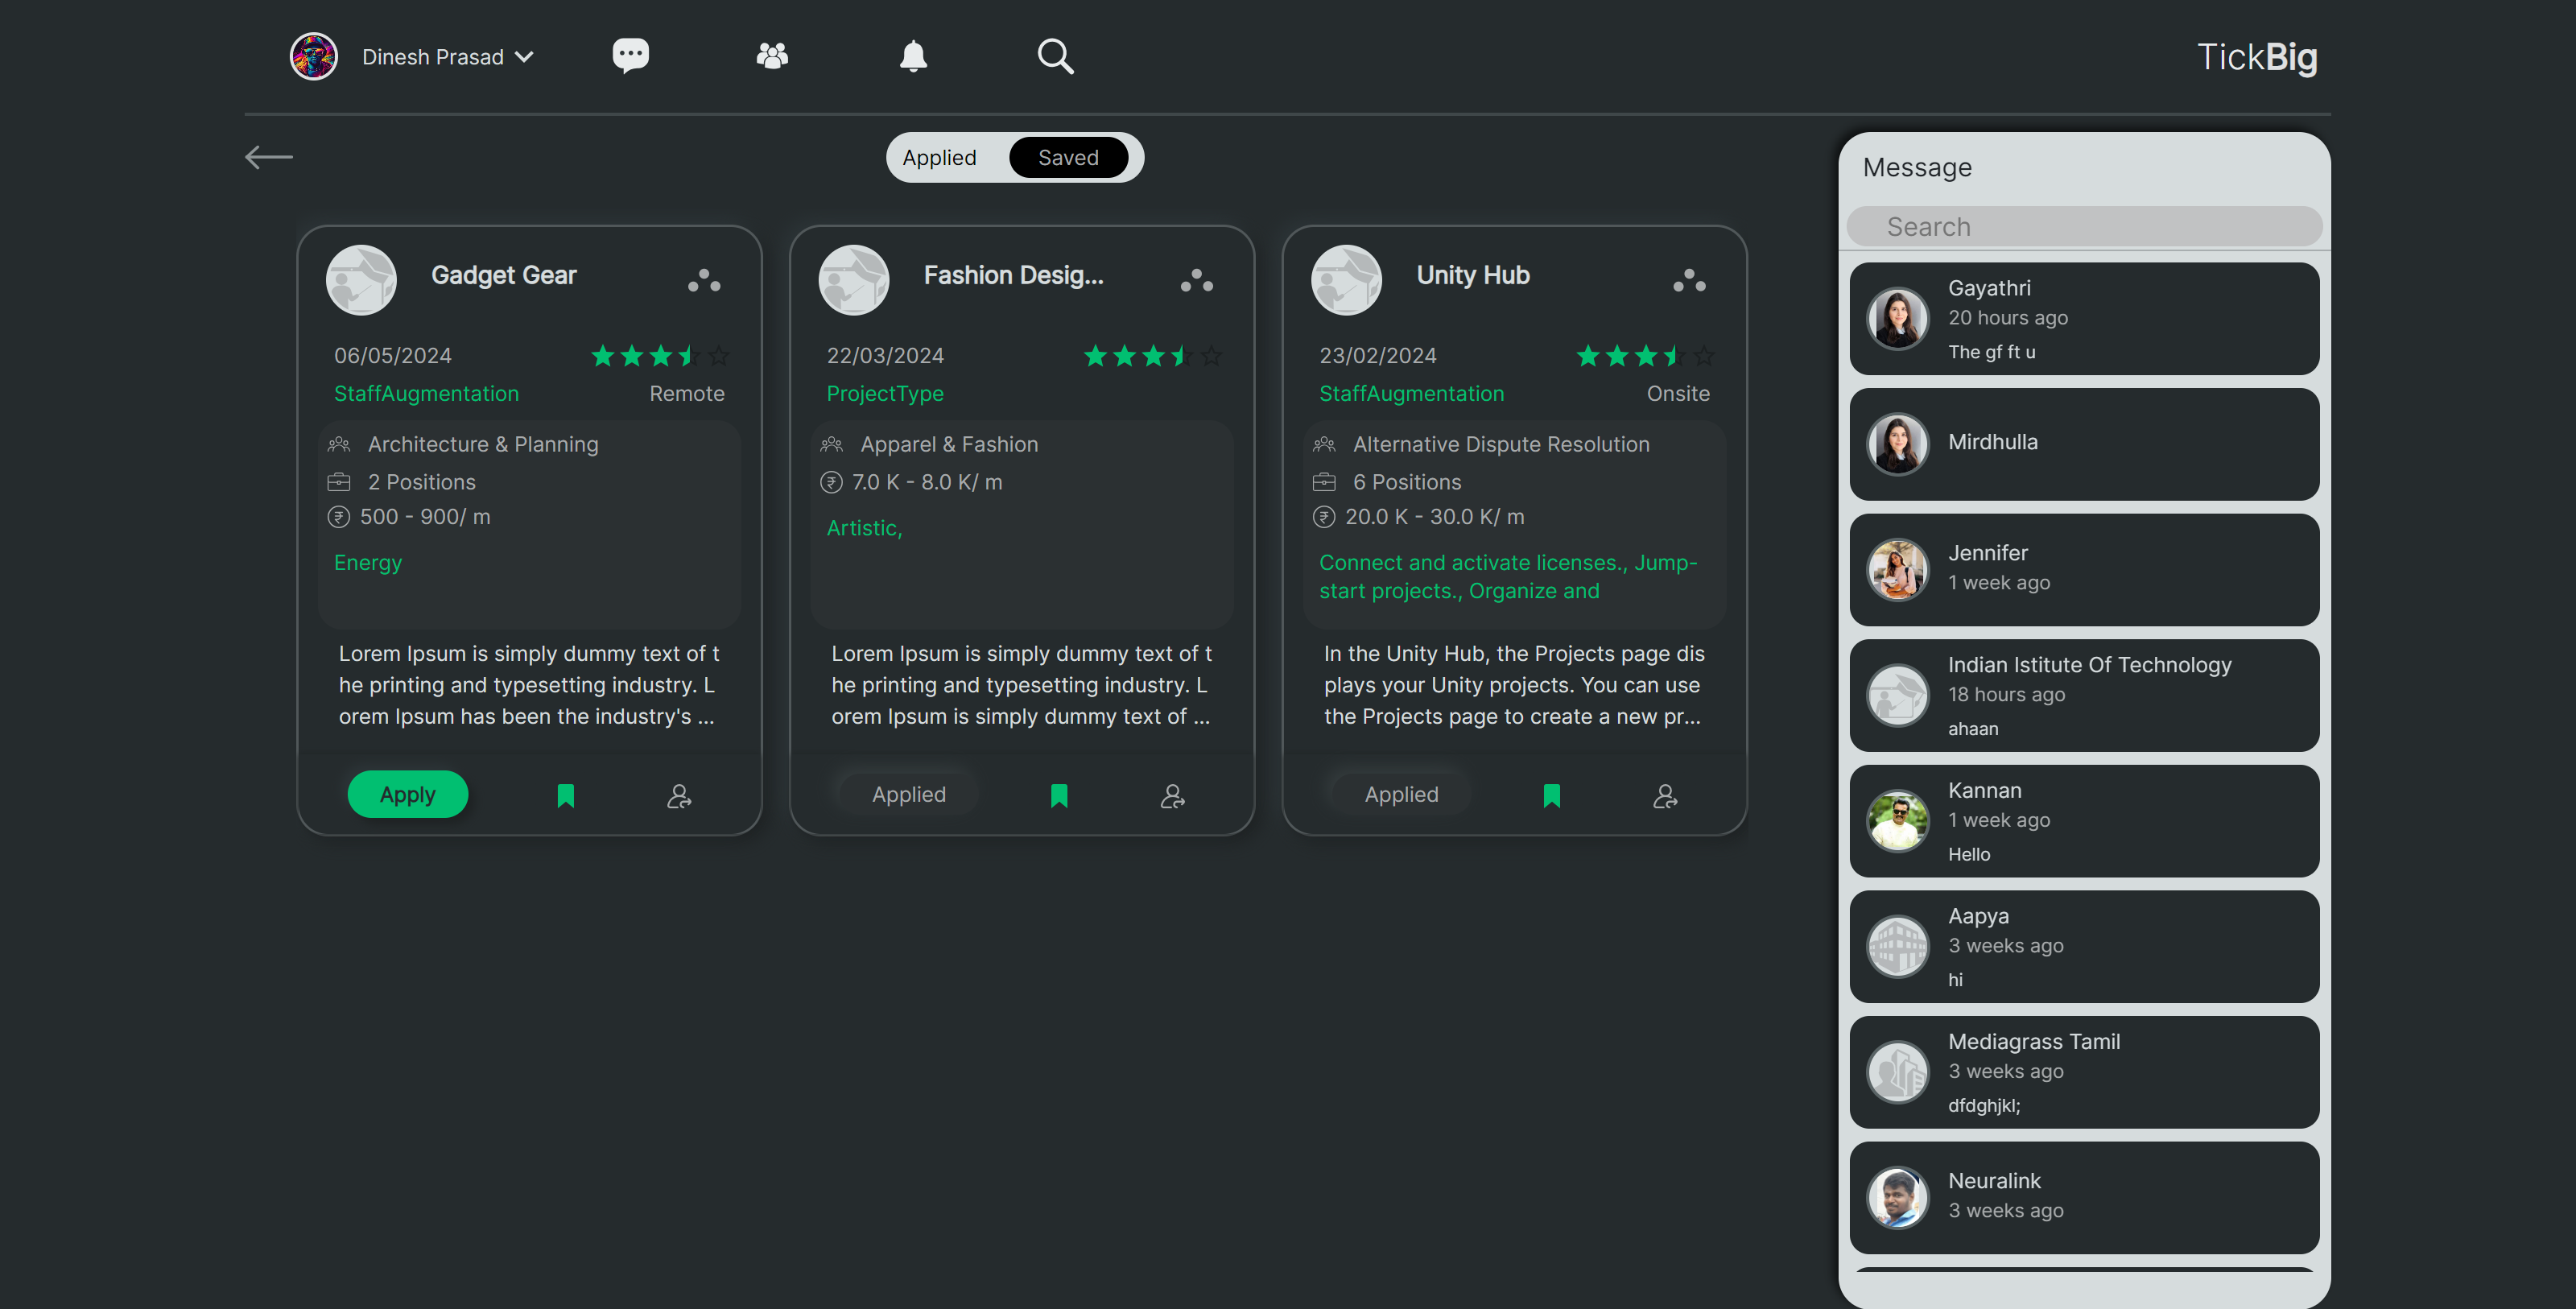 Dinesh Prasad
TickBig
Applied
Saved
Gadget Gear
06/05/2024
StaffAugmentation
Remote
Architecture & Planning
2 Positions
500 - 900/ m
Energy
Lorem Ipsum is simply dummy text of t
he printing and typesetting industry. L
orem Ipsum has been the industry's ...
Apply
Fashion Desig...
22/03/2024
ProjectType
Apparel & Fashion
7.0 K - 8.0 K/ m
Artistic,
Lorem Ipsum is simply dummy text of t
he printing and typesetting industry. L
orem Ipsum is simply dummy text of ...
Applied
Unity Hub
23/02/2024
StaffAugmentation
Onsite
Alternative Dispute Resolution
6 Positions
20.0 K - 30.0 K/ m
Connect and activate licenses., Jump-
start projects., Organize and
In the Unity Hub, the Projects page dis
plays your Unity projects. You can use
the Projects page to create a new pr...
Applied
Message
Search
Gayathri
20 hours ago
The gf ft u
Mirdhulla
Jennifer
1 week ago
Indian Istitute Of Technology
18 hours ago
ahaan
Kannan
1 week ago
Hello
Aapya
3 weeks ago
hi
Mediagrass Tamil
3 weeks ago
dfdghjkl;
Neuralink
3 weeks ago